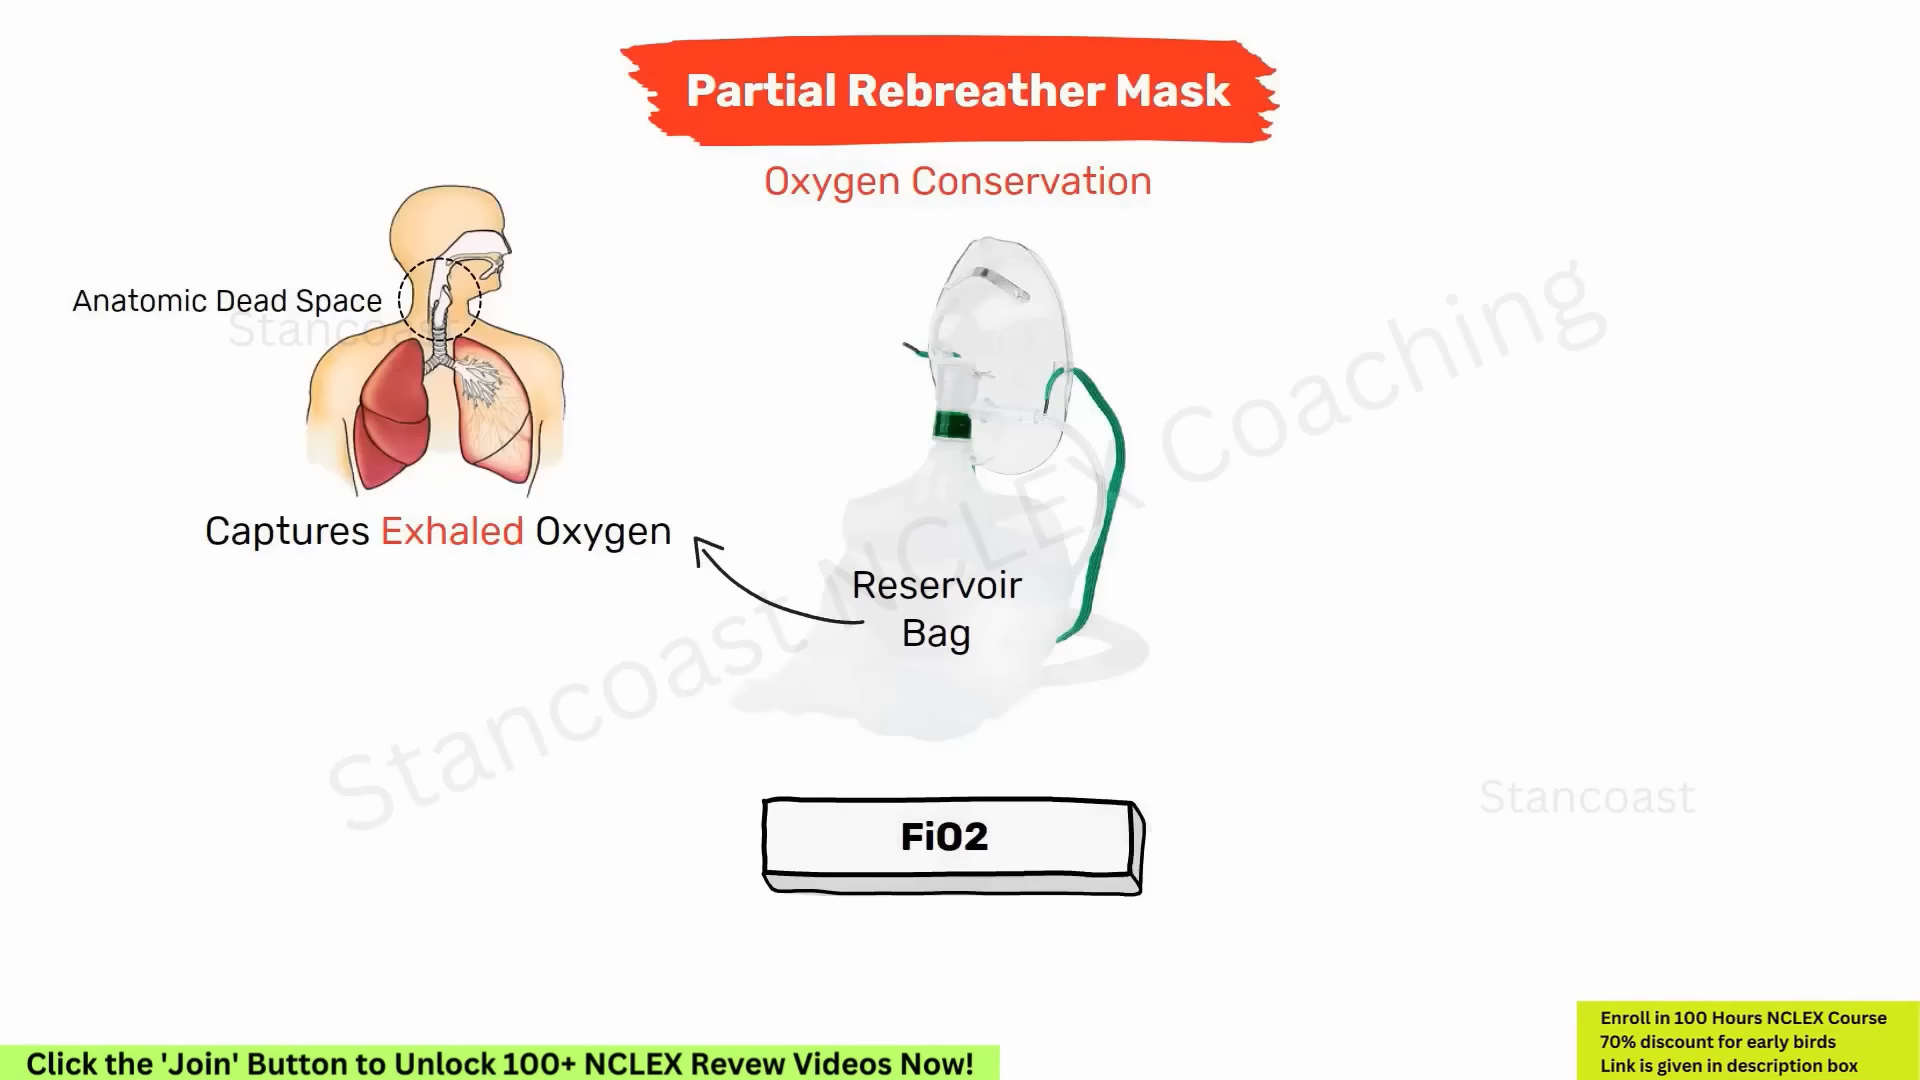 Partial Rebreather Mask
Oxygen Conservation
Anatomic Dead Space
Stancoast
Captures Exhaled Oxygen
Reservoir
Bag
Stancoast NCLEX Coaching
FiO2
Stancoast
Click the 'Join' Button to Unlock 100+ NCLEX Revew Videos Now!
Enroll in 100 Hours NCLEX Course
70% discount for early birds
Link is given in description box